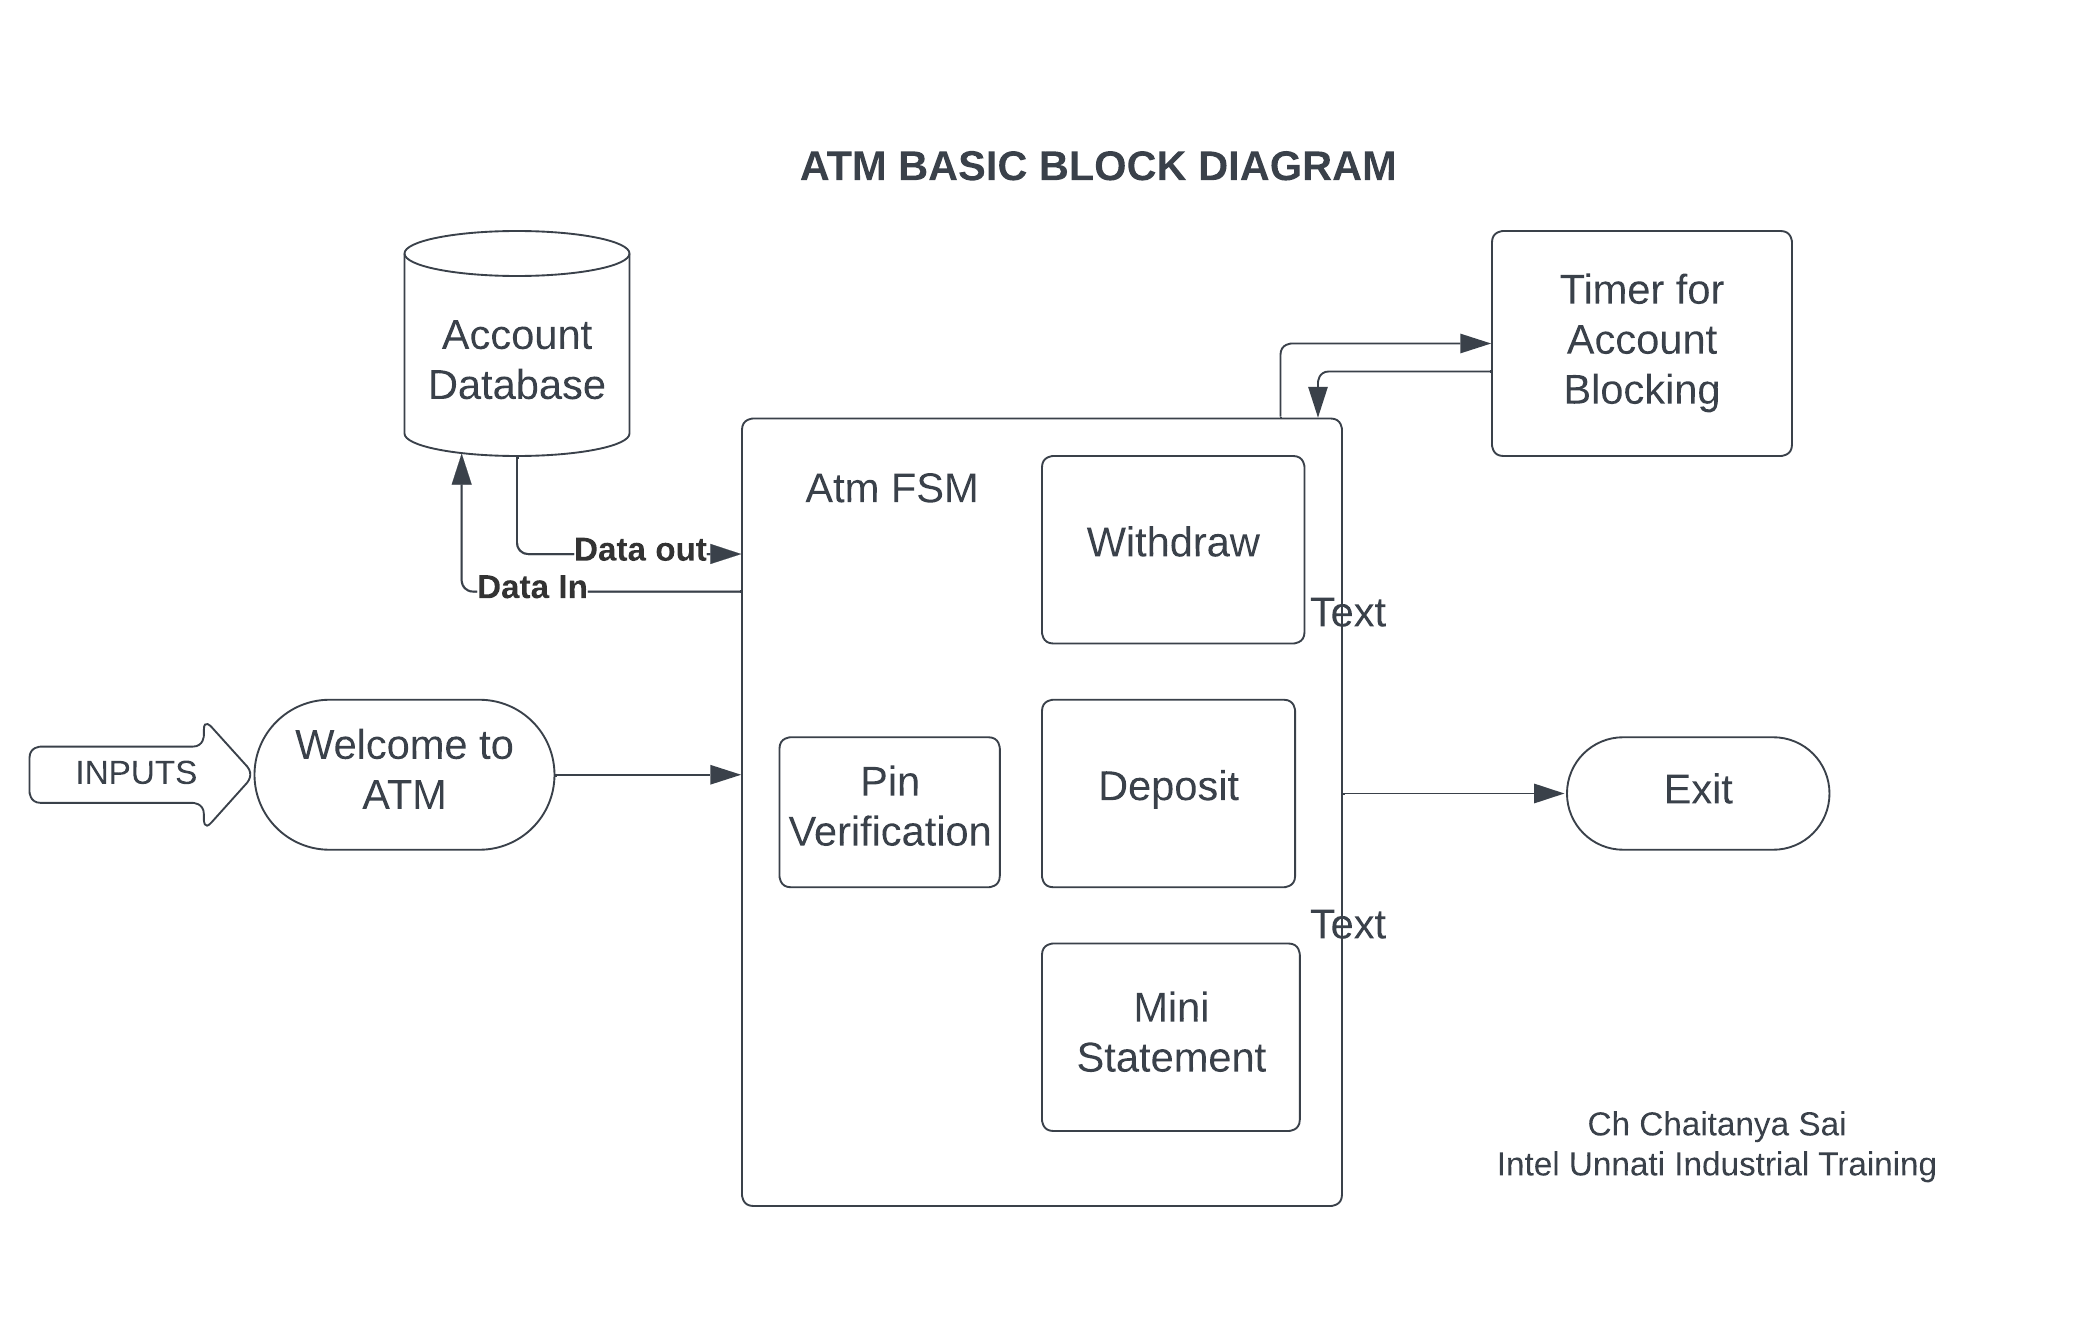 ATM BASIC BLOCK DIAGRAM
Account
Database
Timer for
Account
Blocking
Atm FSM
Withdraw
Data out
Data In
Text
INPUTS
Welcome to
ATM
Pin
Verification
Deposit
Exit
Text
Mini
Statement
Ch Chaitanya Sai
Intel Unnati Industrial Training